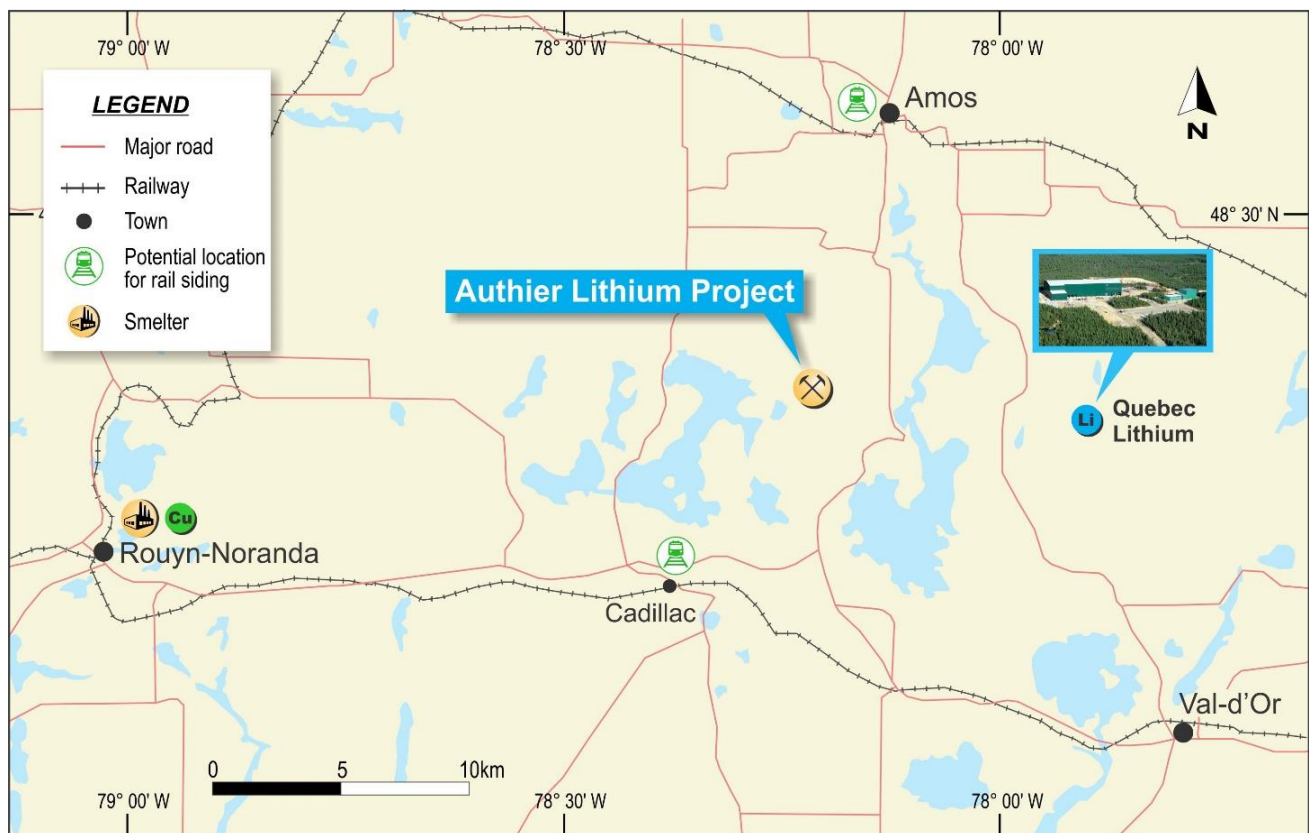 79° 00' W
78° 30' W
78° 00' W
LEGEND
Major road
Railway
Town
Potential location
for rail siding
Smelter
Amos
N
48° 30' N
Authier Lithium Project
Li
Quebec
Lithium
Cu
Rouyn-Noranda
Cadillac
Val-d’Or
0
5
10km
79° 00' W
78° 30' W
78° 00' W